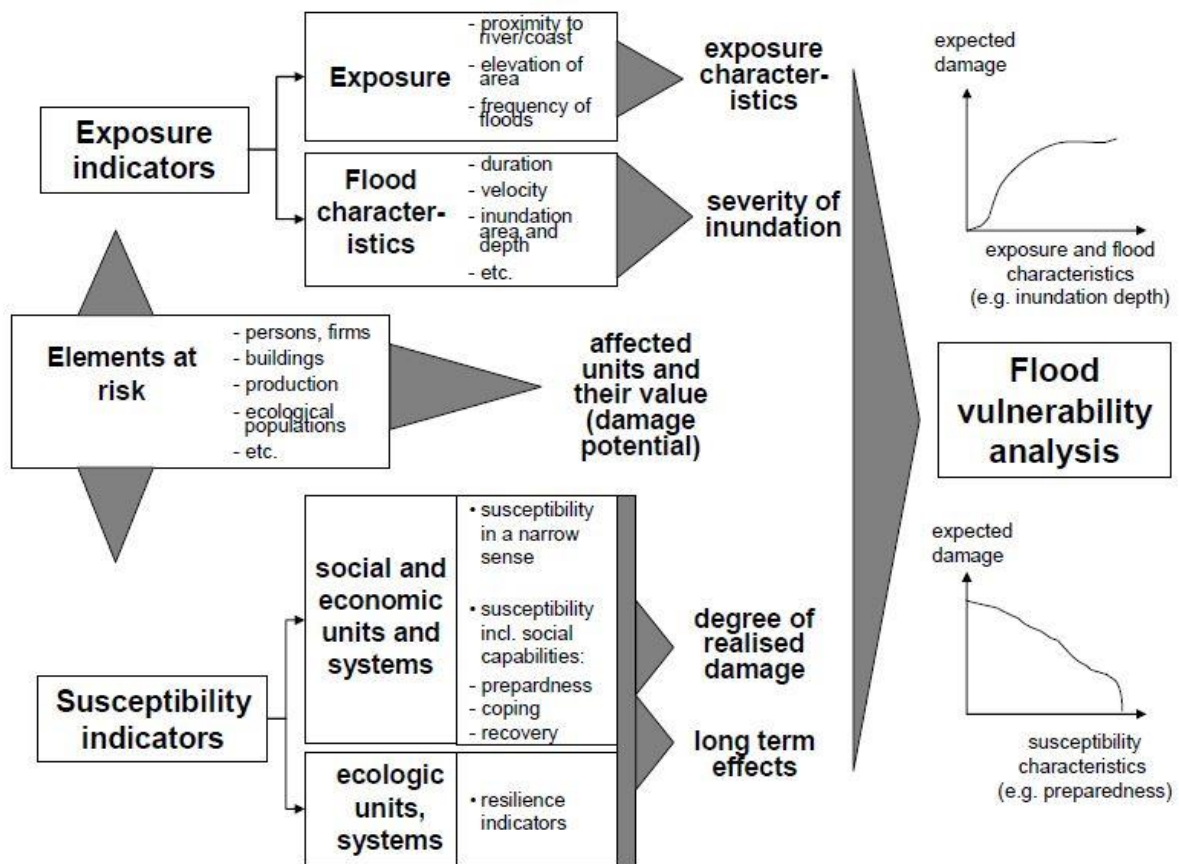 Exposure
indicators
Exposure
- proximity to
river/coast
- elevation of
area
- frequency of
floods
exposure
character-
istics
Flood
character-
istics
- duration
- velocity
- inundation
area and
depth
- etc.
severity of
inundation
Elements at
risk
- persons, firms
- buildings
- production
- ecological
populations
- etc.
affected
units and
their value
(damage
potential)
Susceptibility
indicators
social and
economic
units and
systems
• susceptibility
in a narrow
sense
• susceptibility
incl. social
capabilities:
- prepardness
- coping
- recovery
ecologic
units,
systems
• resilience
indicators
degree of
realised
damage
long term
effects
expected
damage
exposure and flood
characteristics
(e.g. inundation depth)
Flood
vulnerability
analysis
expected
damage
susceptibility
characteristics
(e.g. preparedness)